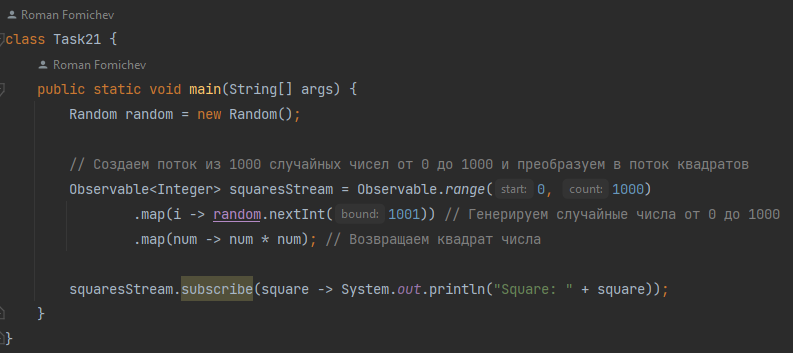 Roman Fomichev
class Task21 {
Roman Fomichev
public static void main(String[] args) {
Random random = new Random();
// Создаем поток из 1000 случайных чисел от 0 до 1000 и преобразуем в поток квадратов
Observable<Integer> squaresStream = Observable.range( start: 0, count: 1000)
.map(i -> random.nextInt( bound: 1001)) // Генерируем случайные числа от 0 до 1000
.map(num -> num * num); // Возвращаем квадрат числа
squaresStream.subscribe(square -> System.out.println("Square: " + square));
}
}